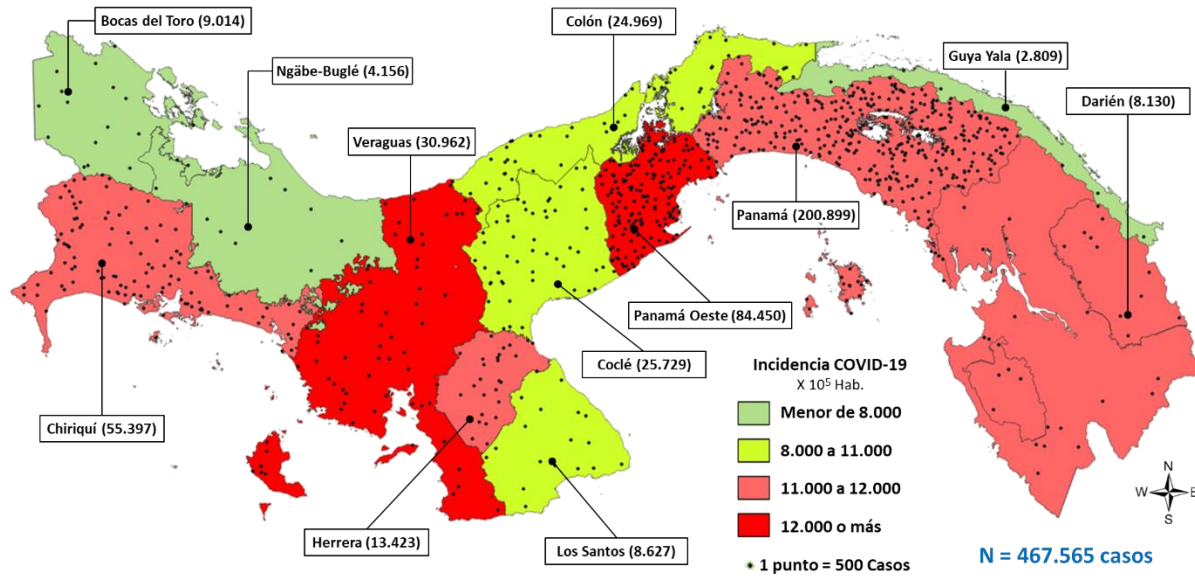 Bocas del Toro (9.014)
Colón (24.969)
Ngäbe-Buglé (4.156)
Guya Yala (2.809)
Darién (8.130)
Veraguas (30.962)
Panamá (200.899)
Panamá Oeste (84.450)
Coclé (25.729)
Chiriquí (55.397)
Herrera (13.423)
Los Santos (8.627)
Incidencia COVID-19
X 10⁵ Hab.
Menor de 8.000
8.000 a 11.000
11.000 a 12.000
12.000 o más
1 punto = 500 Casos
N
W E
S
N = 467.565 casos